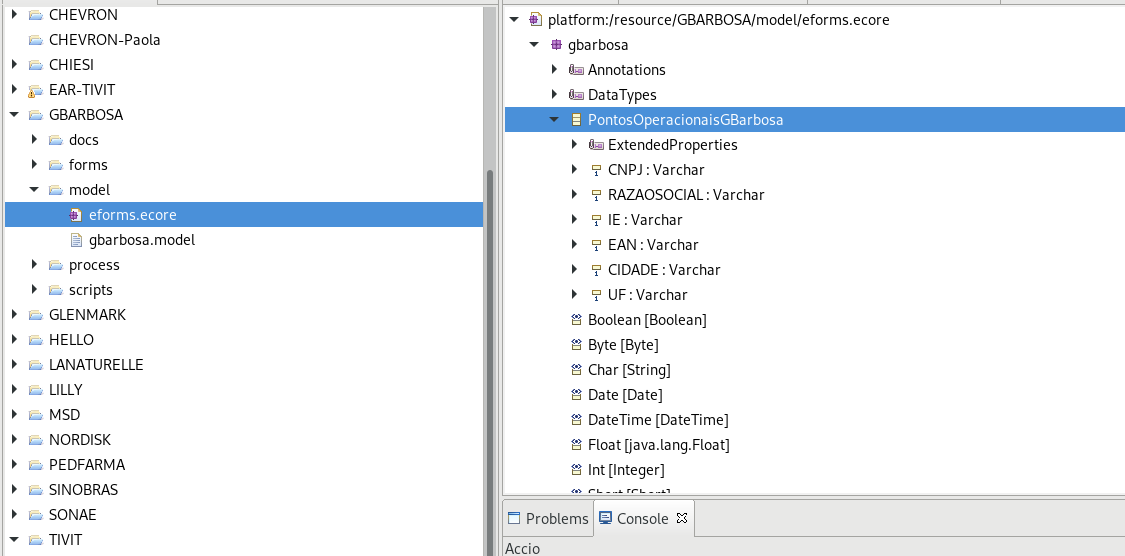 CHEVRON
CHEVRON-Paola
CHIESI
EAR-TIVIT
GBARBOSA
docs
forms
model
eforms.ecore
gbarbosa.model
process
scripts
GLENMARK
HELLO
LANATURELLE
LILLY
MSD
NORDISK
PEDFARMA
SINOBRAS
SONAE
TIVIT
platform:/resource/GBARBOSA/model/eforms.ecore
gbarbosa
Annotations
DataTypes
PontosOperacionaisGBarbosa
ExtendedProperties
CNPJ : Varchar
RAZAOSOCIAL : Varchar
IE : Varchar
EAN : Varchar
CIDADE : Varchar
UF : Varchar
Boolean [Boolean]
Byte [Byte]
Char [String]
Date [Date]
DateTime [DateTime]
Float [java.lang.Float]
Int [Integer]
Short [Short]
Problems
Console
Accio